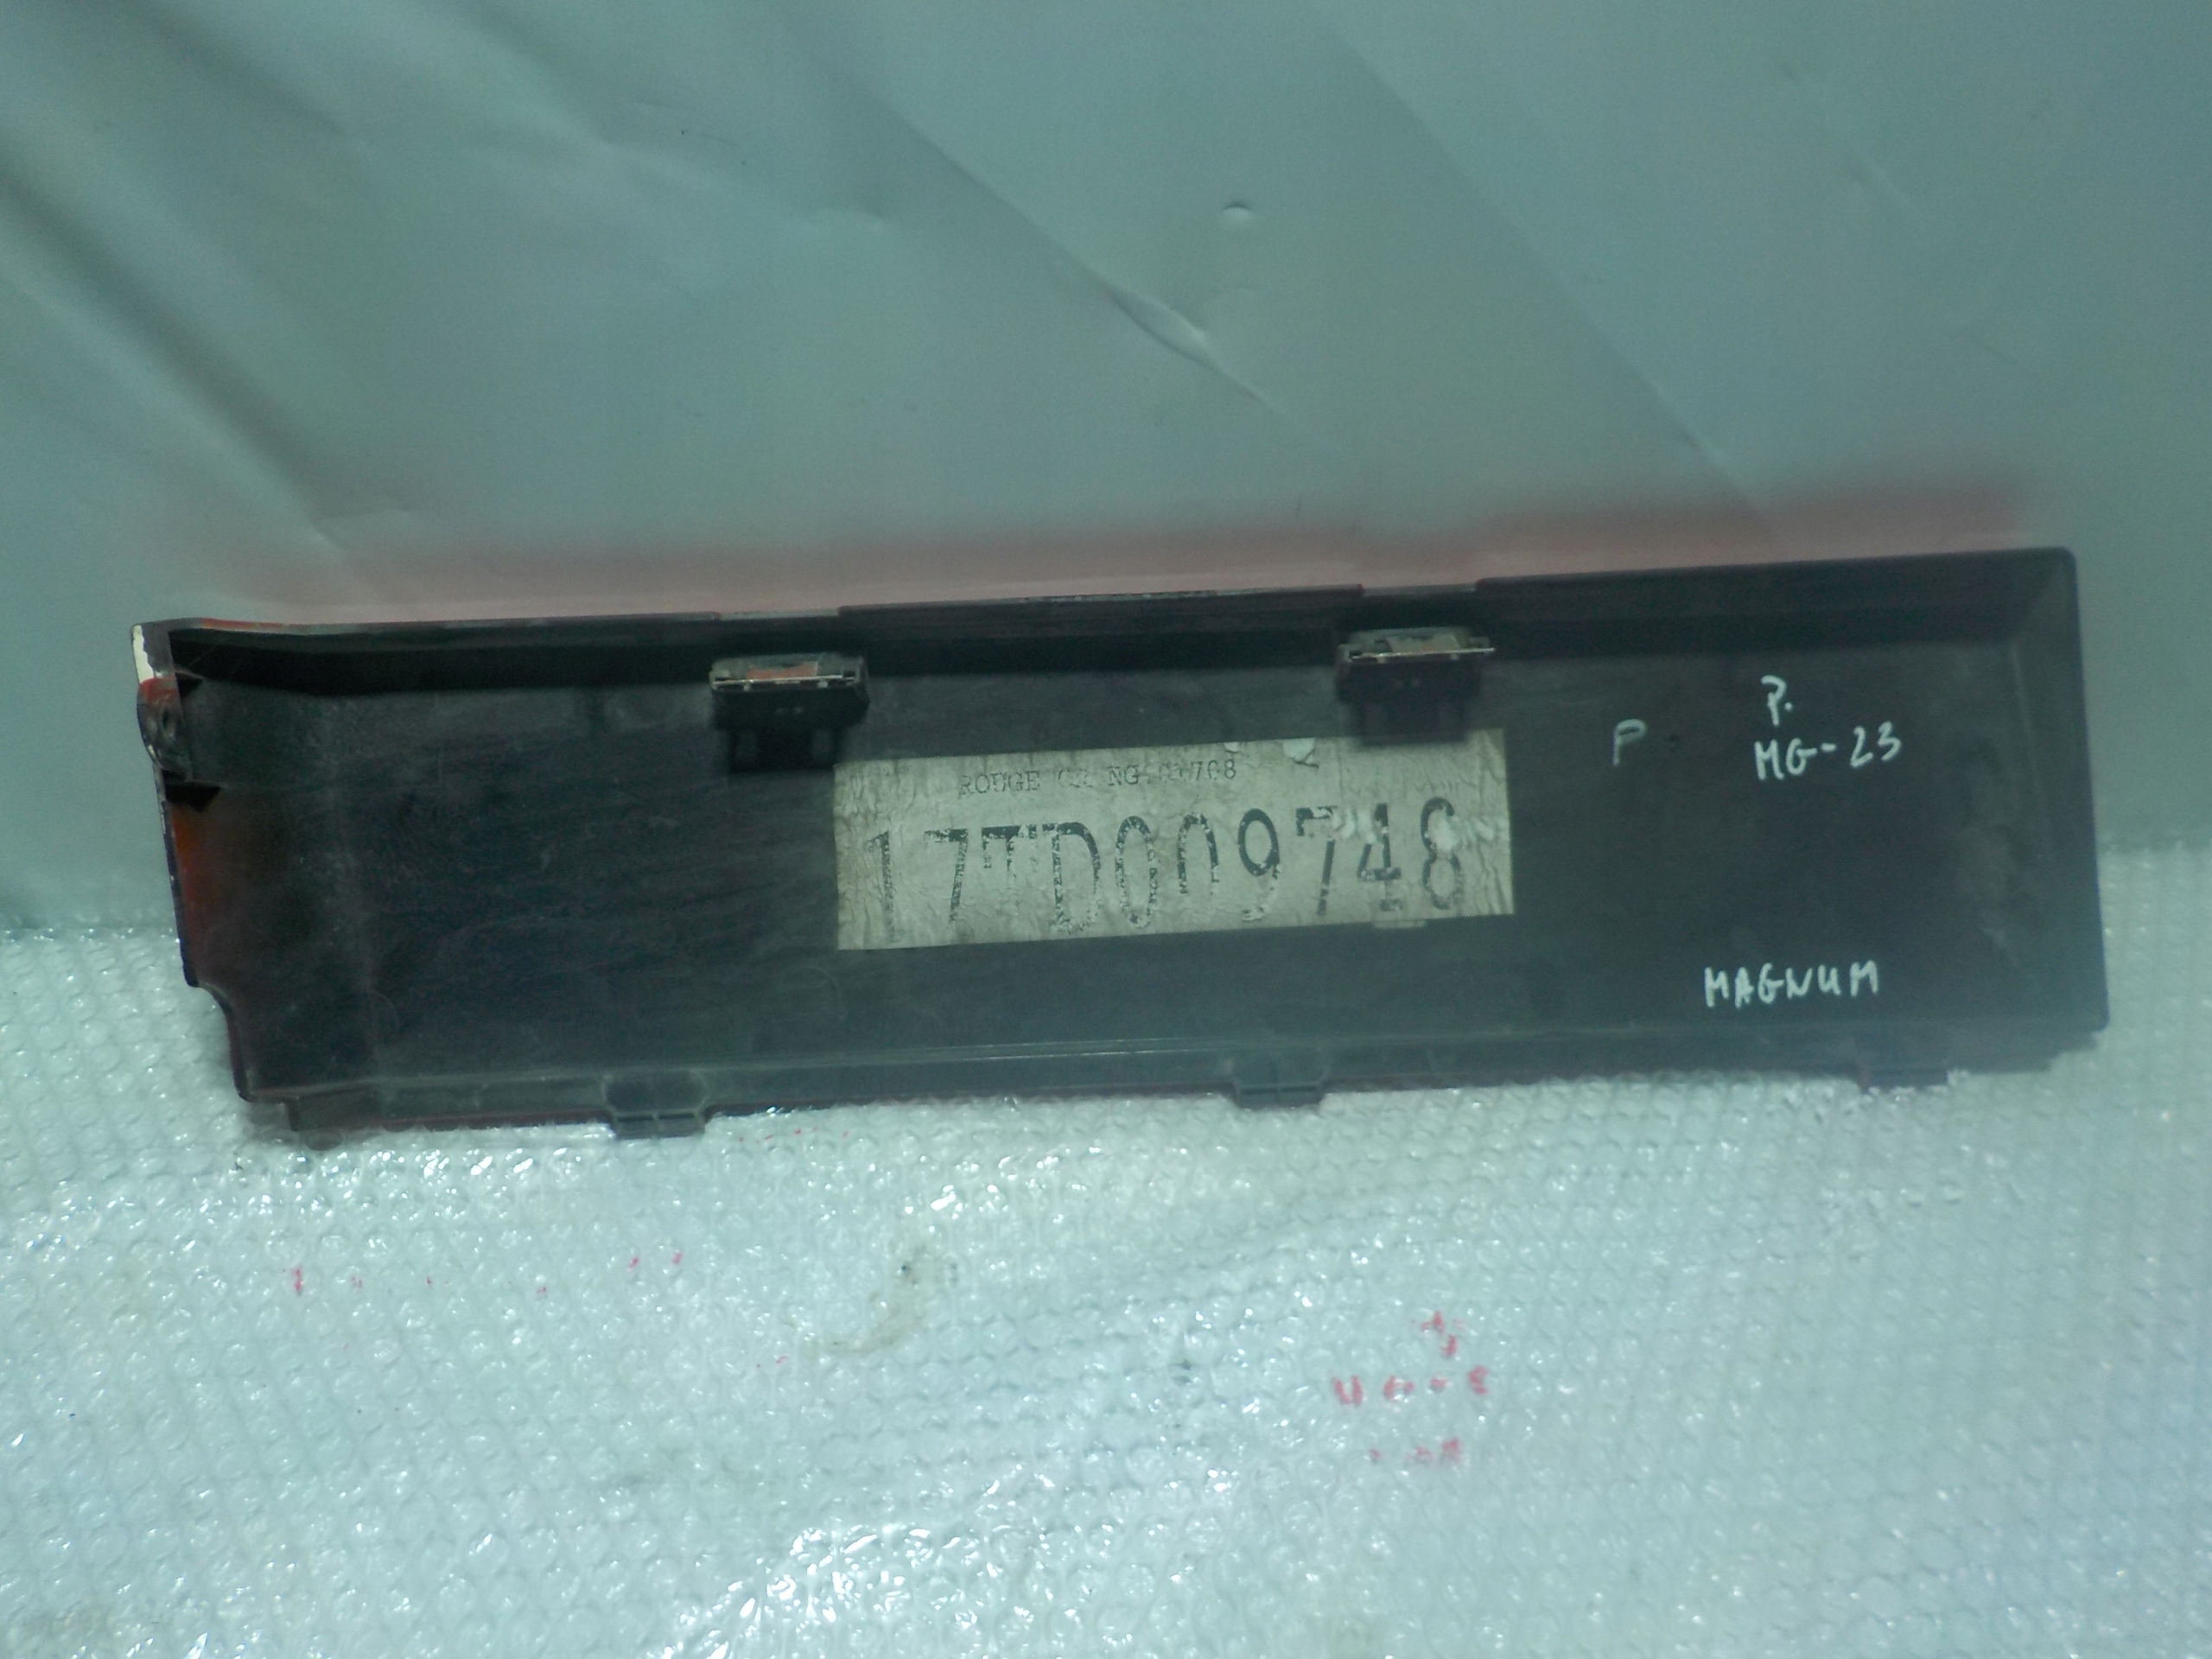 ROUGE
17TD009748
P
P.
MG-23
MAGNUM